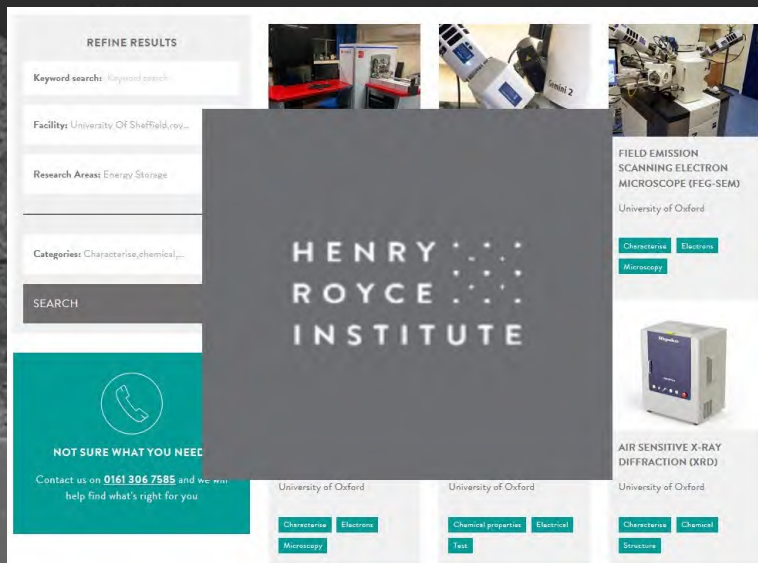 REFINE RESULTS
Keyword search: Keyword search
Facility: University Of Sheffield,roy...
Research Areas: Energy Storage
Categories: Characterise,chemical,...
SEARCH
NOT SURE WHAT YOU NEED
Contact us on 0161 306 7585 and we will
help find what's right for you
HENRY
ROYCE
INSTITUTE
Gemini 2
FIELD EMISSION
SCANNING ELECTRON
MICROSCOPE (FEG-SEM)
University of Oxford
Characterise Electrons
Microscopy
AIR SENSITIVE X-RAY
DIFFRACTION (XRD)
University of Oxford
Characterise Electrons
Microscopy
University of Oxford
Chemical properties Electrical
Test
University of Oxford
Characterise Chemical
Structure